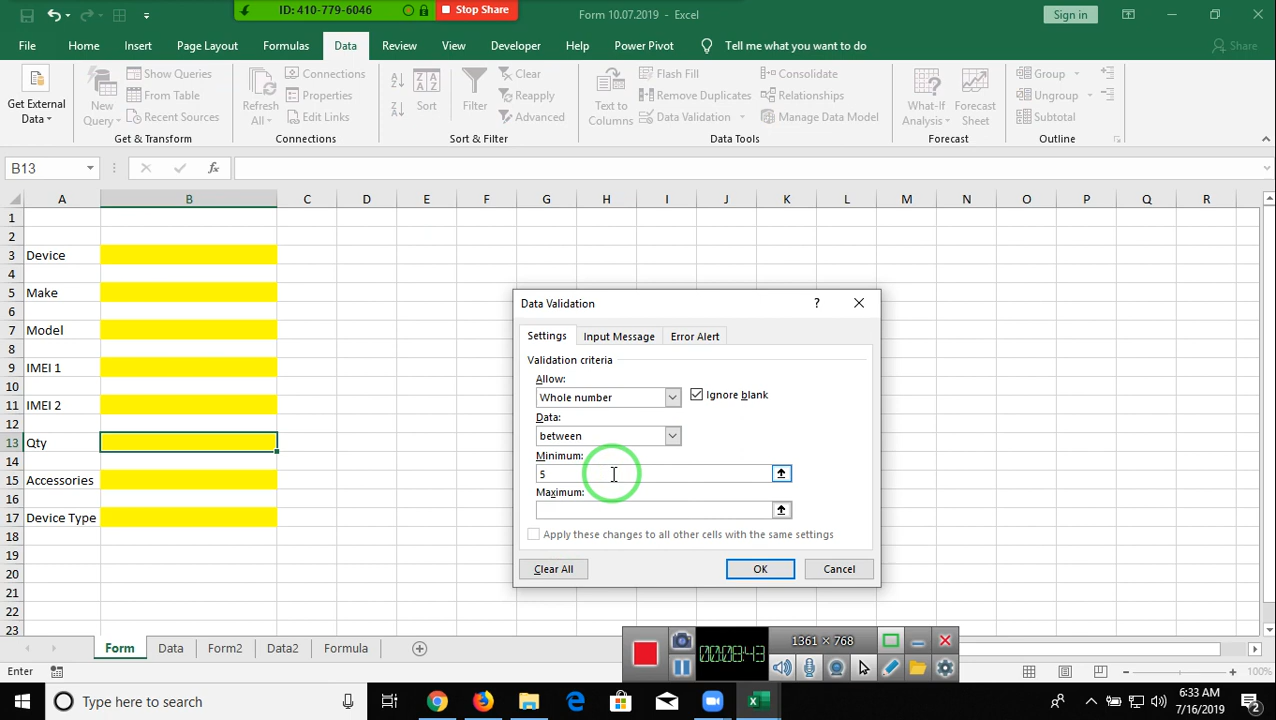 ID: 410-779-6046
Stop Share
Form 10.07.2019 - Excel
Sign in
File
Home
Insert
Page Layout
Formulas
Data
Review
View
Developer
Help
Power Pivot
Tell me what you want to do
Share
Get External Data
New Query
Show Queries
From Table
Recent Sources
Get & Transform
Refresh All
Connections
Properties
Edit Links
Connections
Sort
Filter
Clear
Reapply
Advanced
Sort & Filter
Text to Columns
Flash Fill
Remove Duplicates
Data Validation
Consolidate
Relationships
Manage Data Model
Data Tools
What-If Analysis
Forecast Sheet
Forecast
Group
Ungroup
Subtotal
Outline
B13
fx
A B C D E F G H I J K L M N O P Q R
1
2
3 Device
4
5 Make
6
7 Model
8
9 IMEI 1
10
11 IMEI 2
12
13 Qty
14
15 Accessories
16
17 Device Type
18
19
20
21
22
23
Data Validation
?
Settings
Input Message
Error Alert
Validation criteria
Allow:
Whole number
Ignore blank
Data:
between
Minimum:
5
Maximum:
Apply these changes to all other cells with the same settings
Clear All
OK
Cancel
Form
Data
Form2
Data2
Formula
00:08:43
1361 × 768
Enter
100%
Type here to search
6:33 AM
7/16/2019
2